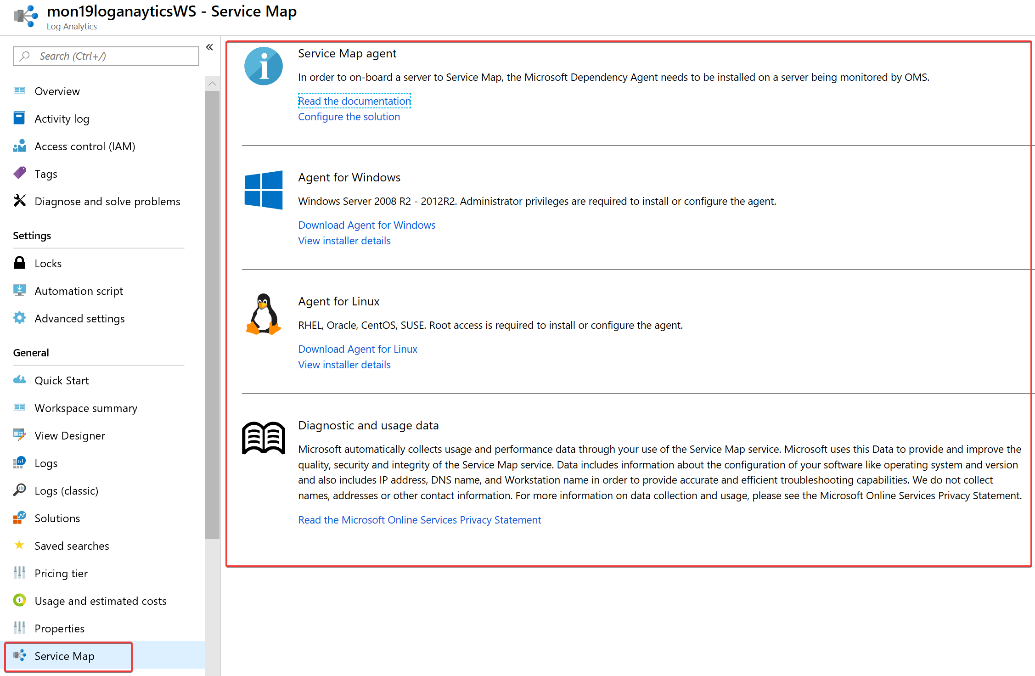 mon19loganayticsWS - Service Map
Log Analytics
Search (Ctrl+/)
«
Overview
Activity log
Access control (IAM)
Tags
Diagnose and solve problems
Settings
Locks
Automation script
Advanced settings
General
Quick Start
Workspace summary
View Designer
Logs
Logs (classic)
Solutions
Saved searches
Pricing tier
Usage and estimated costs
Properties
Service Map
Service Map agent
In order to on-board a server to Service Map, the Microsoft Dependency Agent needs to be installed on a server being monitored by OMS.
Read the documentation
Configure the solution
Agent for Windows
Windows Server 2008 R2 - 2012R2. Administrator privileges are required to install or configure the agent.
Download Agent for Windows
View installer details
Agent for Linux
RHEL, Oracle, CentOS, SUSE. Root access is required to install or configure the agent.
Download Agent for Linux
View installer details
Diagnostic and usage data
Microsoft automatically collects usage and performance data through your use of the Service Map service. Microsoft uses this Data to provide and improve the
quality, security and integrity of the Service Map service. Data includes information about the configuration of your software like operating system and version
and also includes IP address, DNS name, and Workstation name in order to provide accurate and efficient troubleshooting capabilities. We do not collect
names, addresses or other contact information. For more information on data collection and usage, please see the Microsoft Online Services Privacy Statement.
Read the Microsoft Online Services Privacy Statement